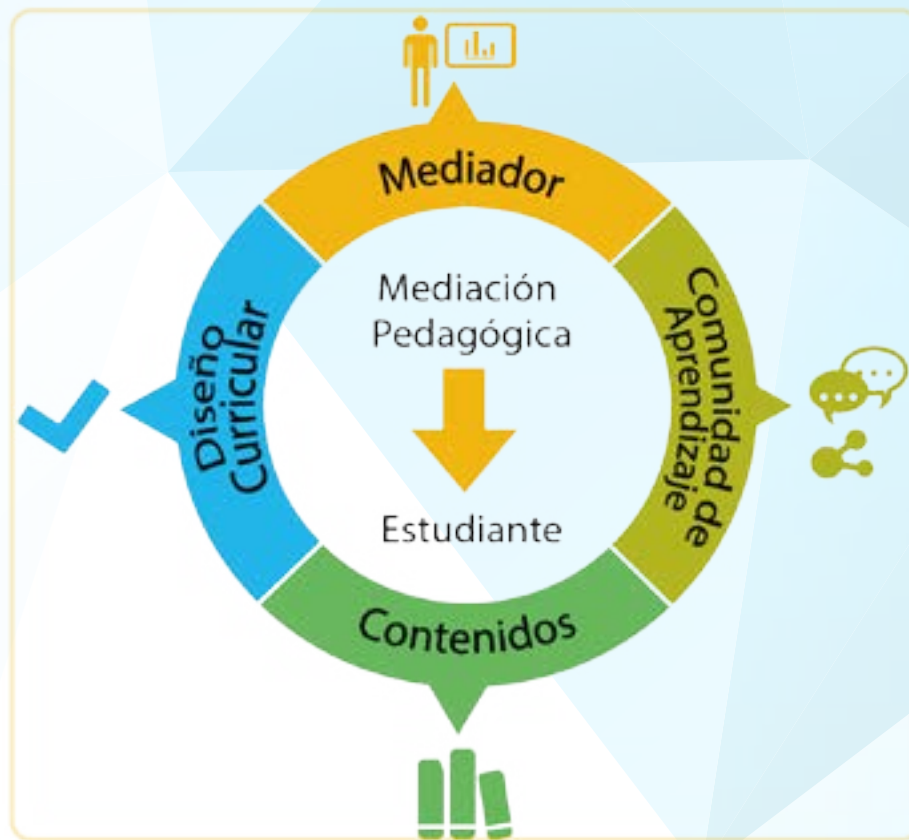 Mediador
Mediación
Pedagógica
Estudiante
Diseño
Curricular
Comunidad de
Aprendizaje
Contenidos